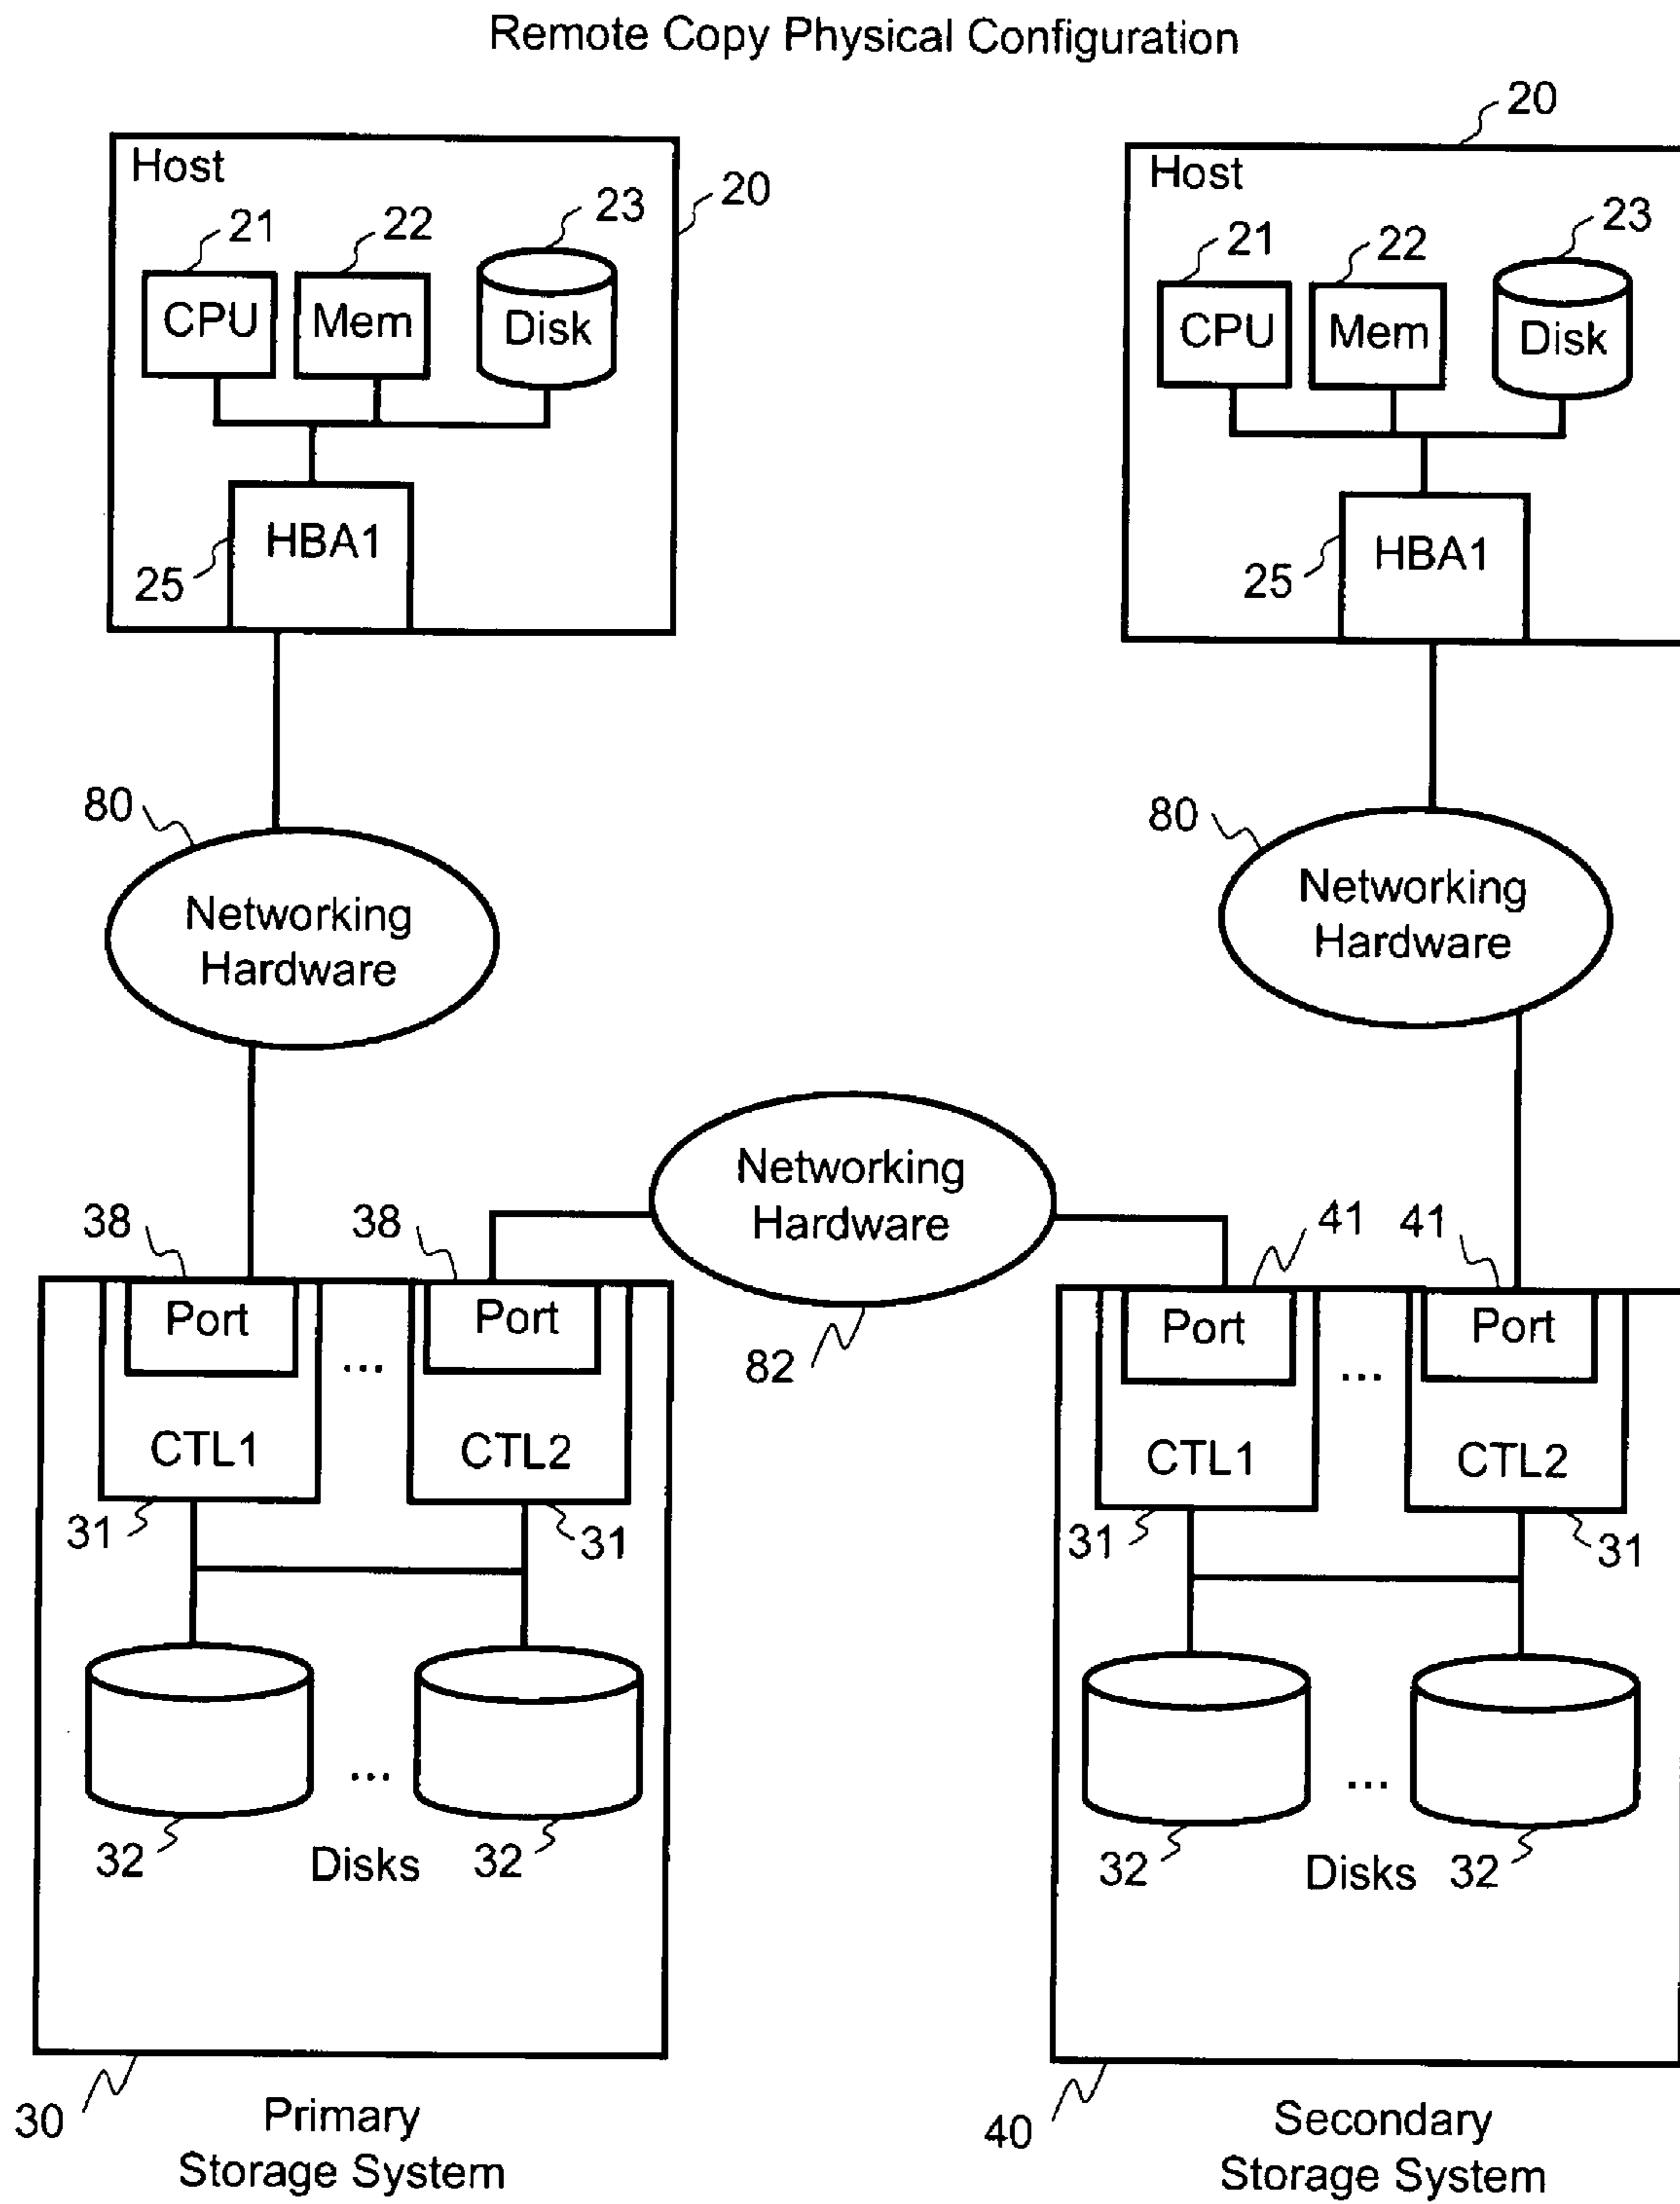 Remote Copy Physical Configuration
20
Host
20
Host
21
22
23
21
22
23
CPU
Mem
Disk
CPU
Mem
Disk
HBA1
25
HBA1
25
80
Networking
Hardware
80
Networking
Hardware
Networking
Hardware
82
38
38
41
41
Port
...
Port
Port
...
Port
CTL1
CTL2
CTL1
CTL2
31
31
31
31
...
...
32
Disks
32
32
Disks
32
30
Primary
Storage System
40
Secondary
Storage System